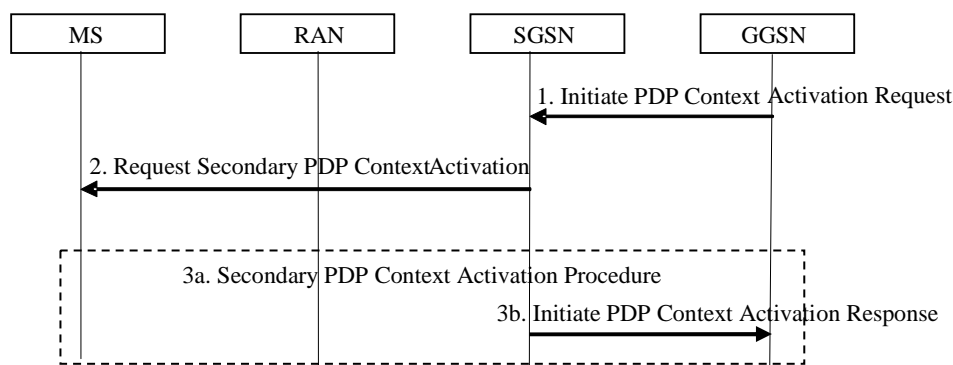 MS RAN SGSN GGSN
1. Initiate PDP Context Activation Request
2. Request Secondary PDP ContextActivation
3a. Secondary PDP Context Activation Procedure
3b. Initiate PDP Context Activation Response